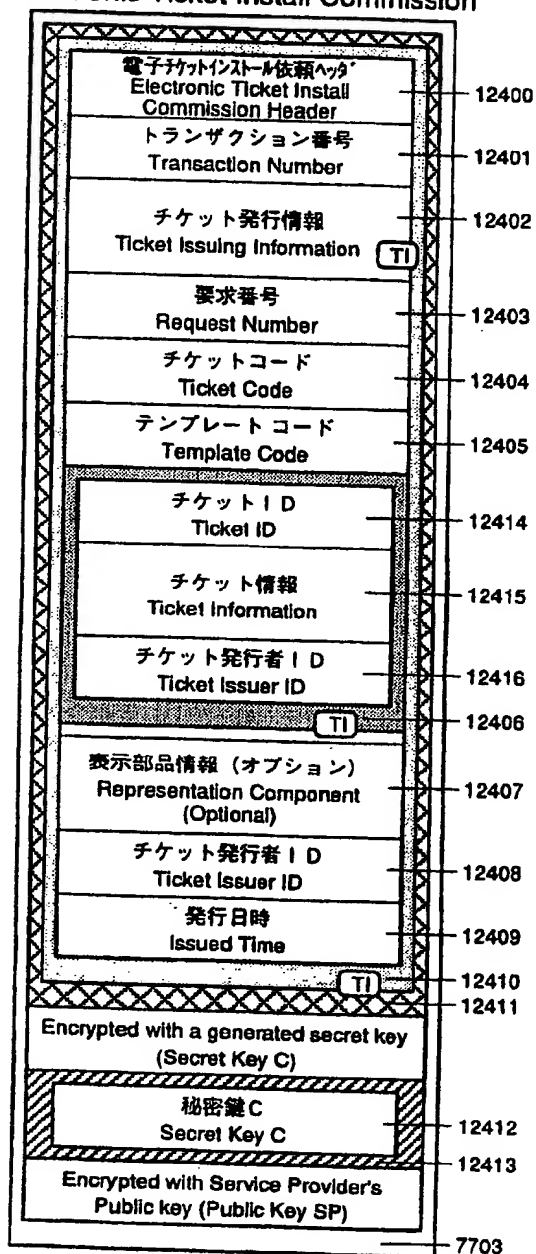 Ticket Install Commission
電子チケットインストール依頼ヘッダ
Electronic Ticket Install
Commission Header
12400
トランザクション番号
Transaction Number
12401
チケット発行情報
Ticket Issuing Information
TI
12402
要求番号
Request Number
12403
チケットコード
Ticket Code
12404
テンプレート コード
Template Code
12405
チケットID
Ticket ID
12414
チケット情報
Ticket Information
12415
チケット発行者ID
Ticket Issuer ID
12416
TI
12406
表示部品情報（オプション）
Representation Component
(Optional)
12407
チケット発行者ID
Ticket Issuer ID
12408
発行日時
Issued Time
12409
TI
12410
12411
Encrypted with a generated secret key
(Secret Key C)
秘密鍵C
Secret Key C
12412
12413
Encrypted with Service Provider's
Public key (Public Key SP)
7703